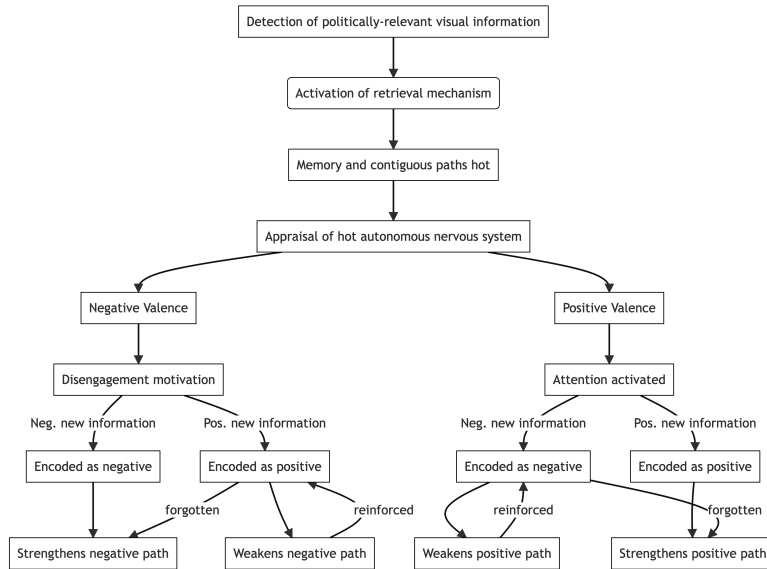 Detection of politically-relevant visual information
Activation of retrieval mechanism
Memory and contiguous paths hot
Appraisal of hot autonomous nervous system
Negative Valence
Positive Valence
Disengagement motivation
Attention activated
Neg. new information
Pos. new information
Neg. new information
Pos. new information
Encoded as negative
Encoded as positive
Encoded as negative
Encoded as positive
forgotten
reinforced
reinforced
forgotten
Strengthens negative path
Weakens negative path
Weakens positive path
Strengthens positive path